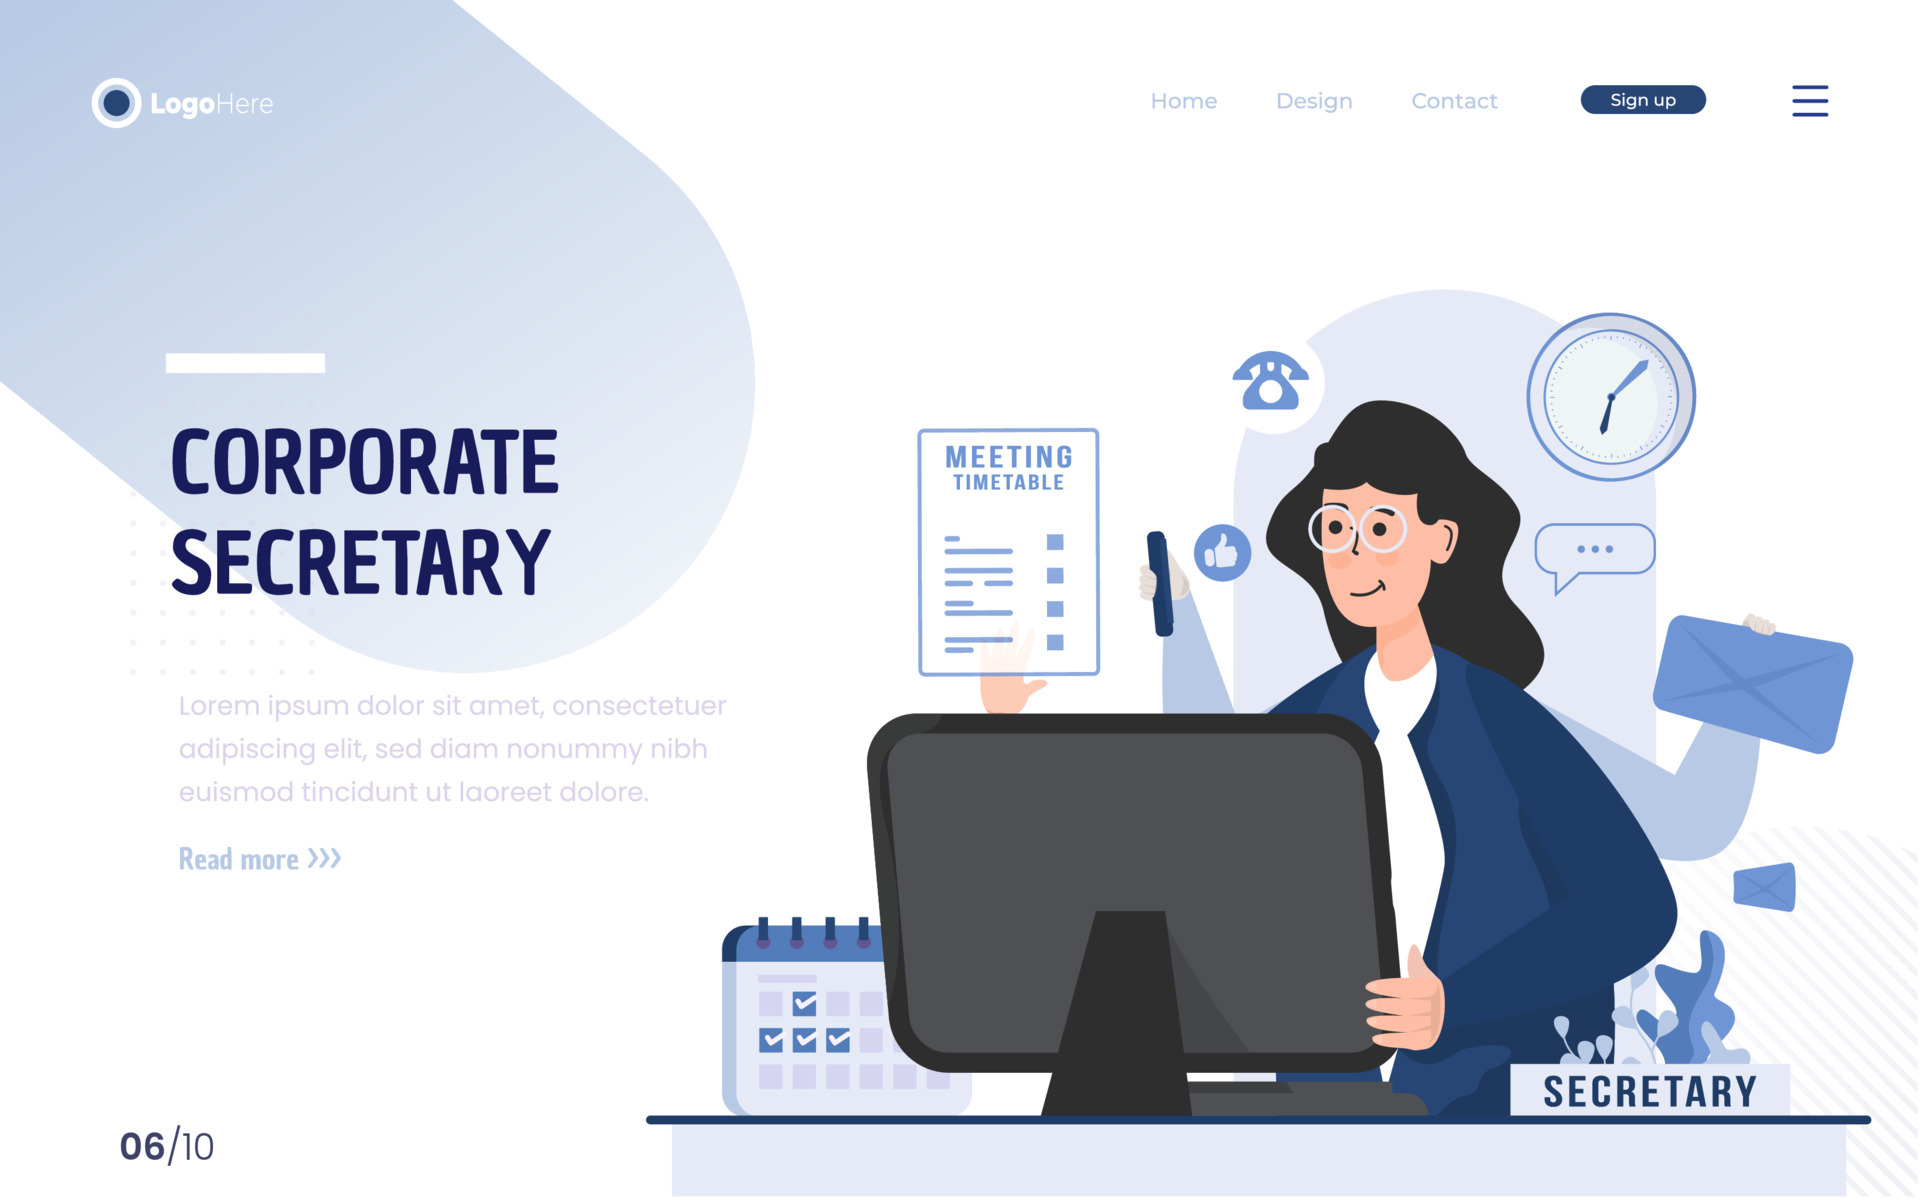 LogoHere
Home Design Contact Sign up
CORPORATE
SECRETARY
Lorem ipsum dolor sit amet, consectetuer
adipiscing elit, sed diam nonummy nibh
euismod tincidunt ut laoreet dolore.
Read more
MEETING
TIMETABLE
SECRETARY
06/10